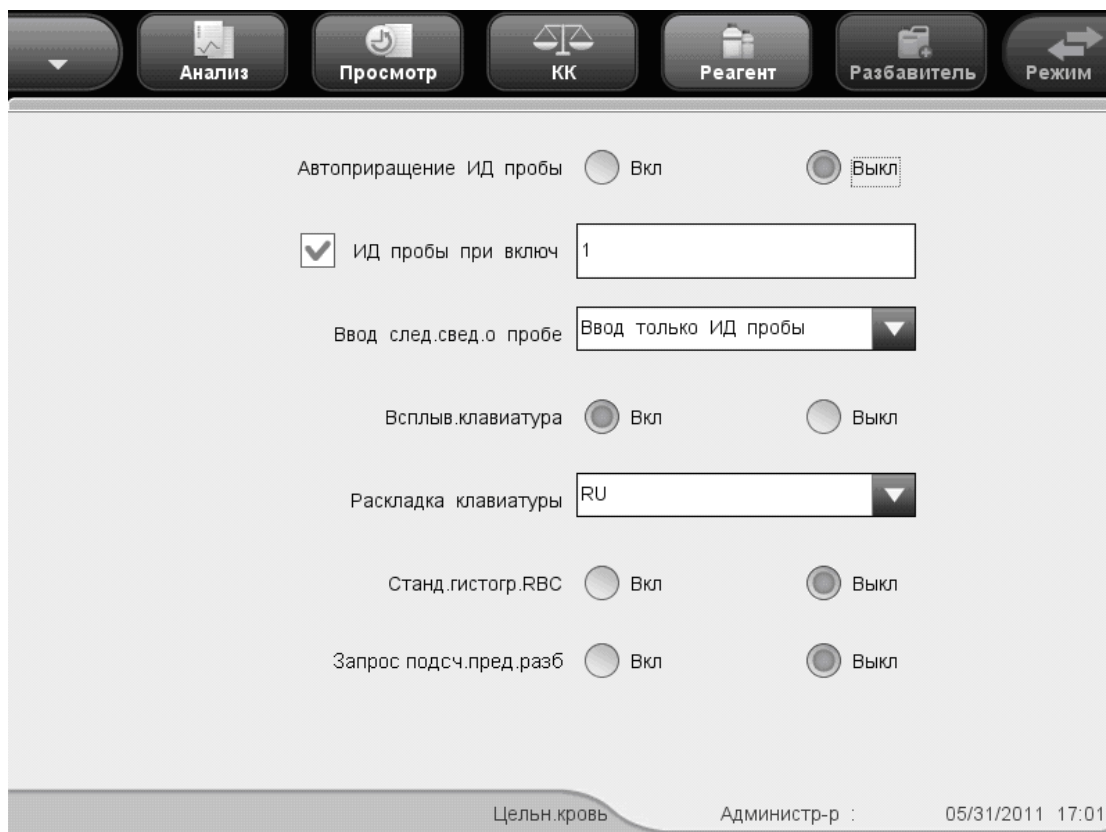 Анализ Просмотр КК Реагент Разбавитель Режим
Автоприращение ИД пробы Вкл Выкл
ИД пробы при включ 1
Ввод след.свед.о пробе Ввод только ИД пробы
Всплыв.клавиатура Вкл Выкл
Раскладка клавиатуры RU
Станд.гистогр.RBC Вкл Выкл
Запрос подсч.пред.разб Вкл Выкл
Цельн.кровь Администр-р : 05/31/2011 17:01